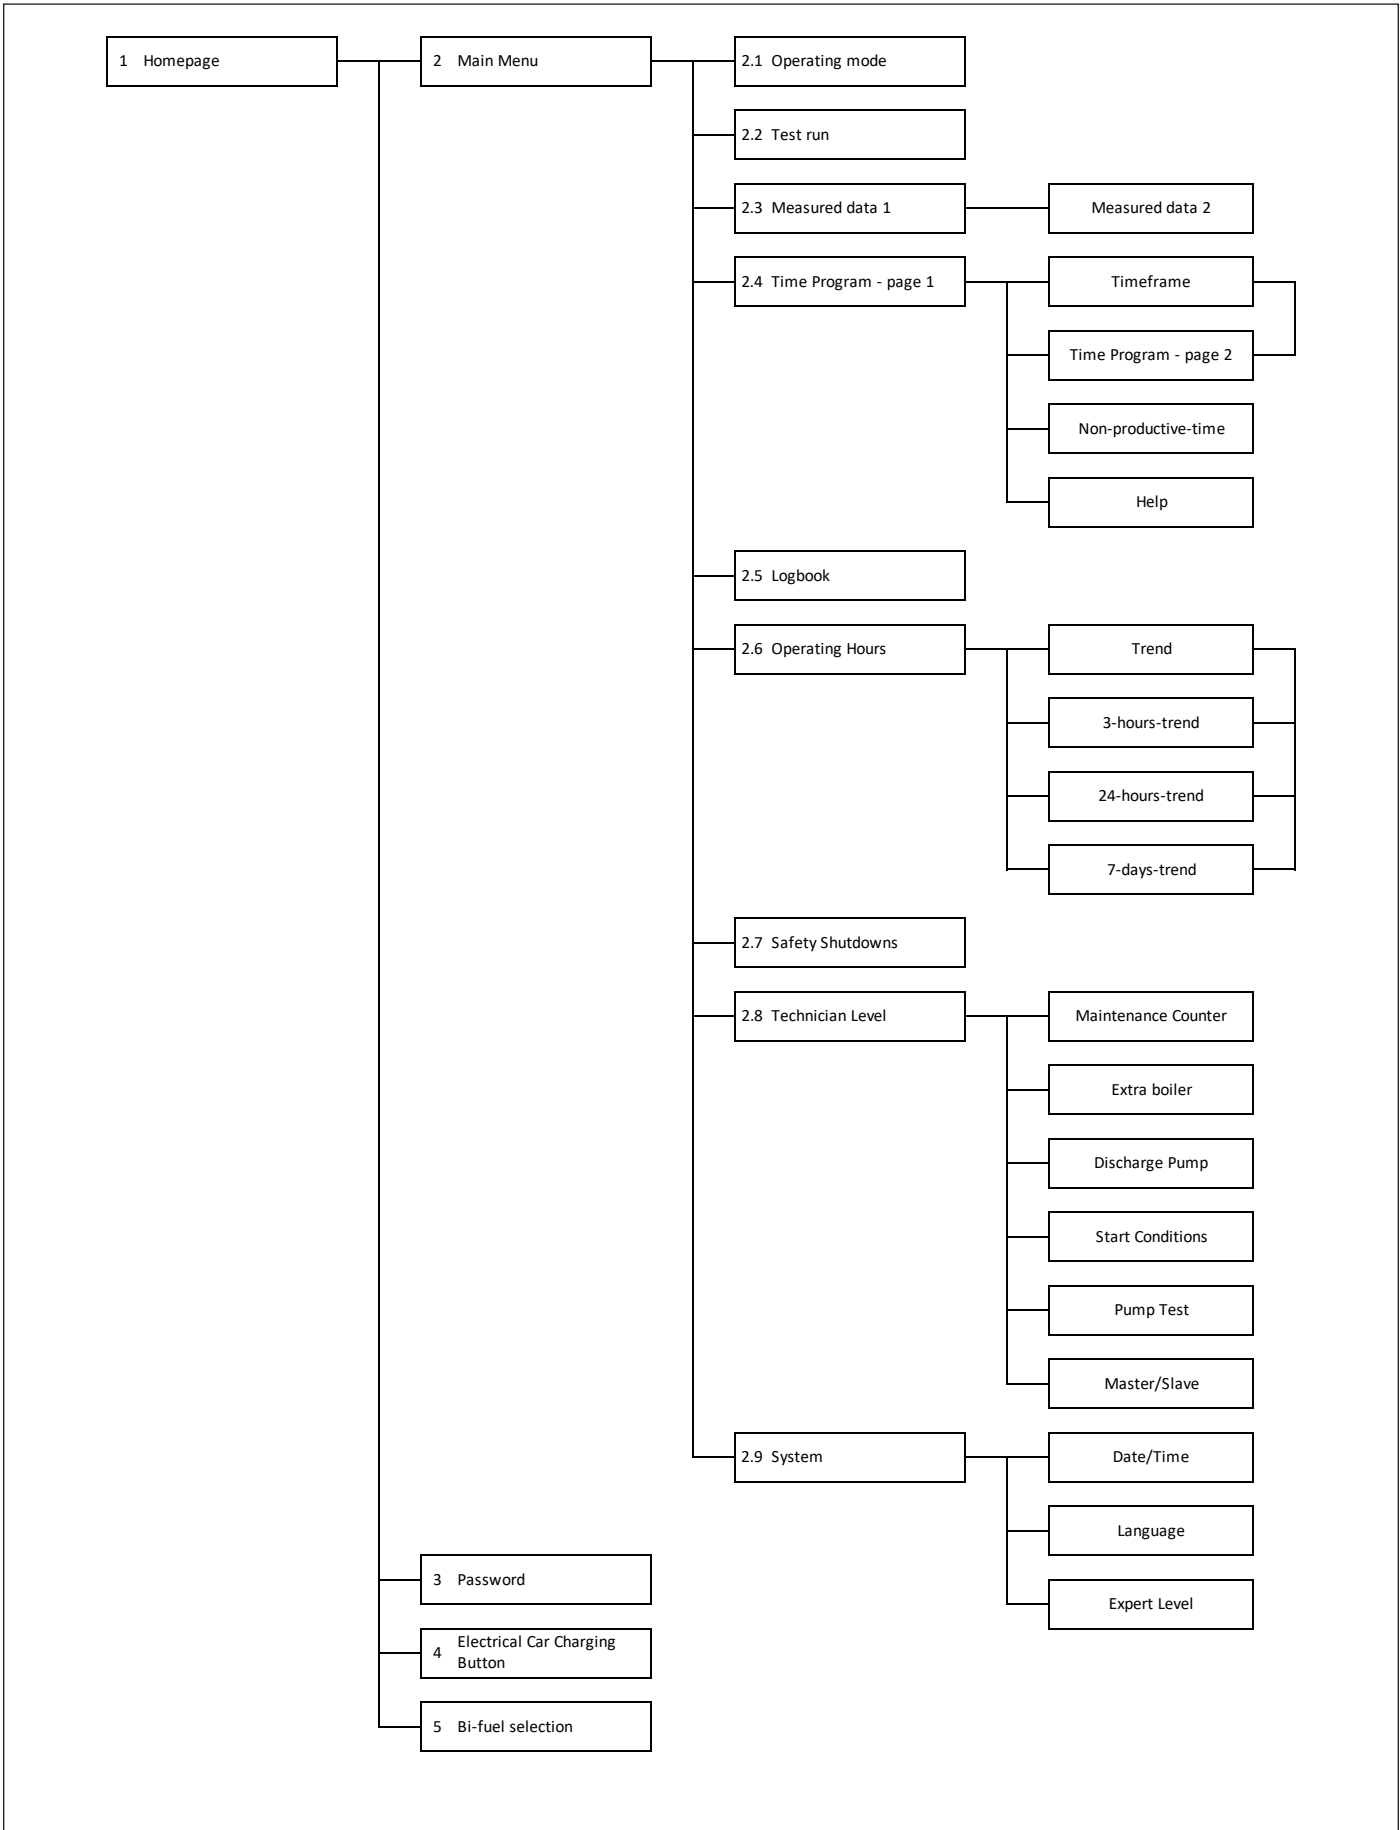 1 Homepage
2 Main Menu
2.1 Operating mode
2.2 Test run
2.3 Measured data 1
Measured data 2
2.4 Time Program - page 1
Timeframe
Time Program - page 2
Non-productive-time
Help
2.5 Logbook
2.6 Operating Hours
Trend
3-hours-trend
24-hours-trend
7-days-trend
2.7 Safety Shutdowns
2.8 Technician Level
Maintenance Counter
Extra boiler
Discharge Pump
Start Conditions
Pump Test
Master/Slave
2.9 System
Date/Time
Language
Expert Level
3 Password
4 Electrical Car Charging
Button
5 Bi-fuel selection